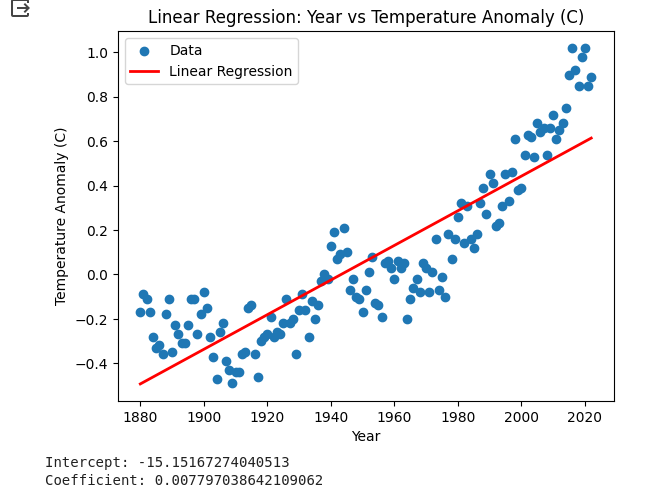 Linear Regression: Year vs Temperature Anomaly (C)
Data
Linear Regression
1.0
0.8
0.6
0.4
0.2
0.0
−0.2
−0.4
Temperature Anomaly (C)
1880 1900 1920 1940 1960 1980 2000 2020
Year
Intercept: -15.15167274040513
Coefficient: 0.007797038642109062